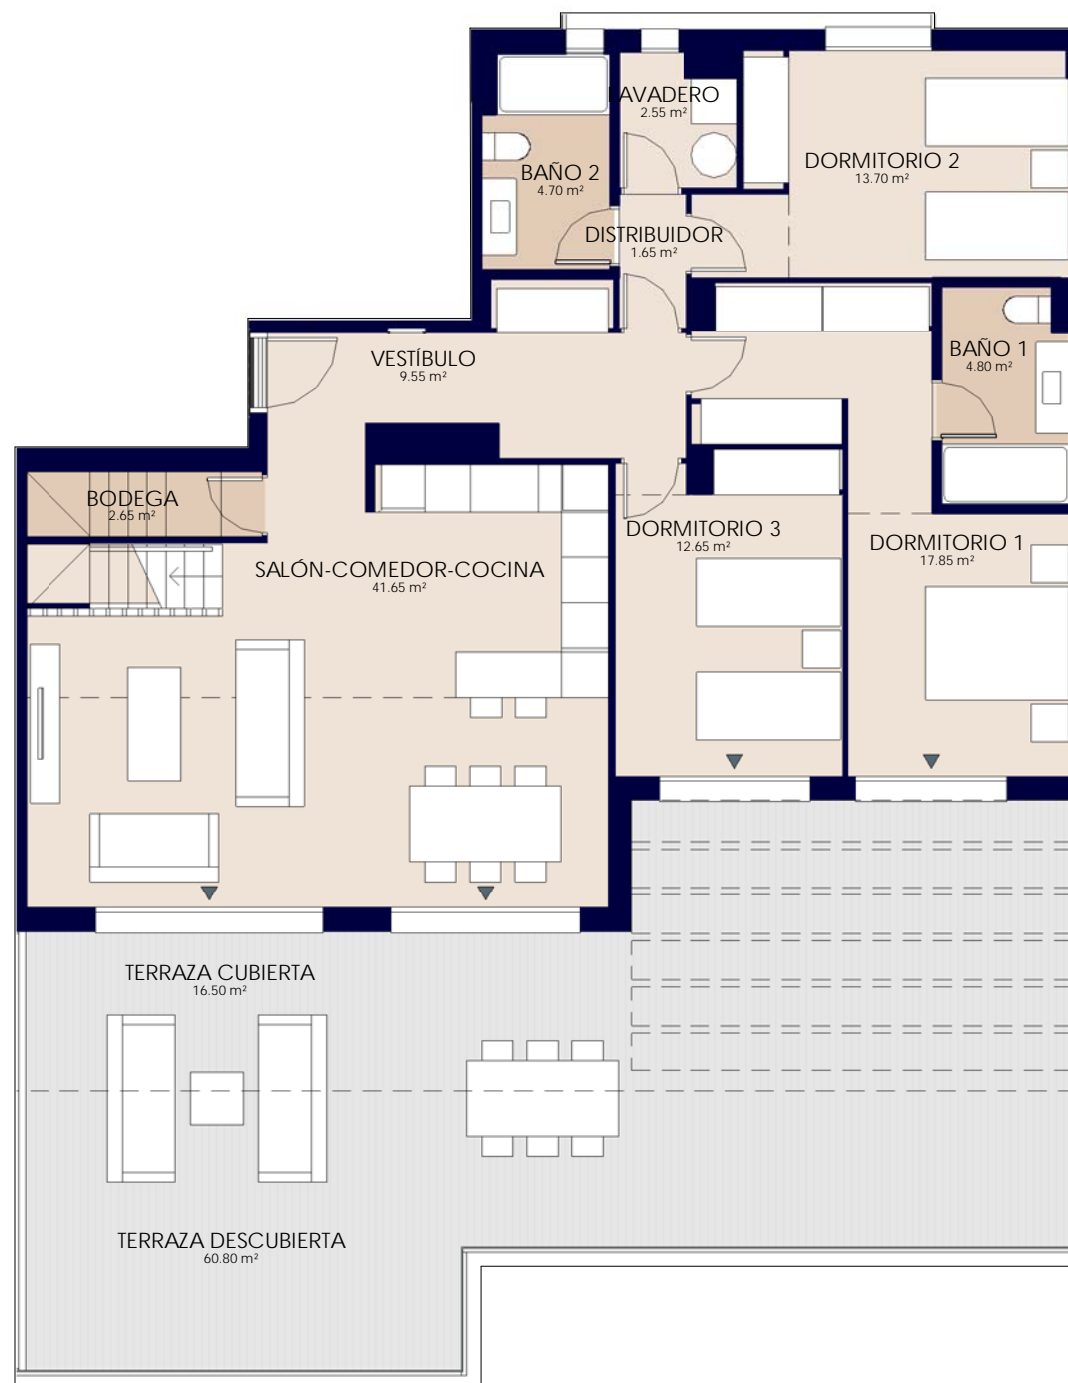 LAVADERO
2.55 m²
DORMITORIO 2
13.70 m²
BAÑO 2
4.70 m²
DISTRIBUIDOR
1.65 m²
VESTÍBULO
9.55 m²
BAÑO 1
4.80 m²
BODEGA
2.65 m²
DORMITORIO 3
12.65 m²
DORMITORIO 1
17.85 m²
SALÓN-COMEDOR-COCINA
41.65 m²
TERRAZA CUBIERTA
16.50 m²
TERRAZA DESCUBIERTA
60.80 m²